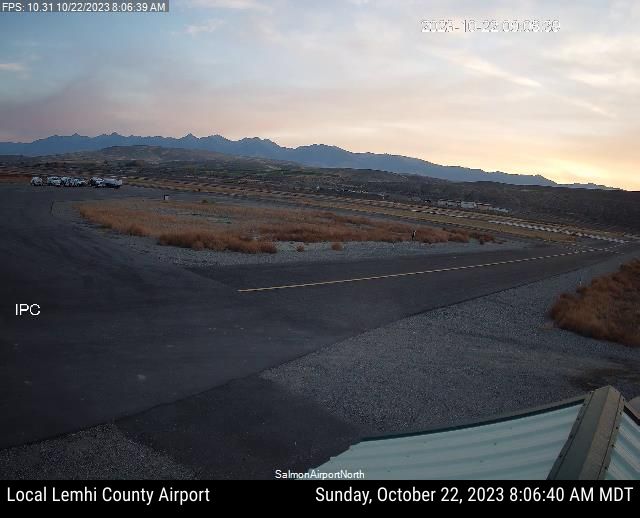 FPS: 10.31 10/22/2023 8:06:39 AM
IPC
SalmonAirportNorth
Local Lemhi County Airport
Sunday, October 22, 2023 8:06:40 AM MDT